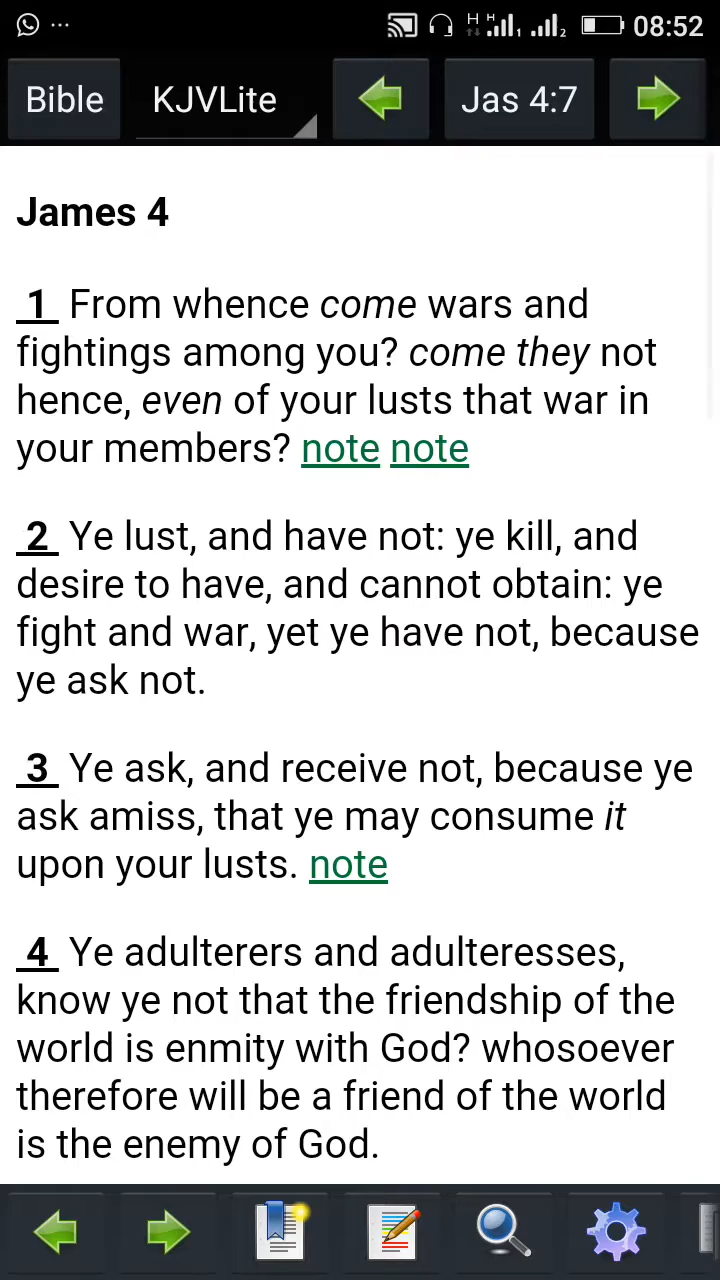 08:52
Bible KJVLite Jas 4:7
James 4
1 From whence come wars and
fightings among you? come they not
hence, even of your lusts that war in
your members? note note
2 Ye lust, and have not: ye kill, and
desire to have, and cannot obtain: ye
fight and war, yet ye have not, because
ye ask not.
3 Ye ask, and receive not, because ye
ask amiss, that ye may consume it
upon your lusts. note
4 Ye adulterers and adulteresses,
know ye not that the friendship of the
world is enmity with God? whosoever
therefore will be a friend of the world
is the enemy of God.